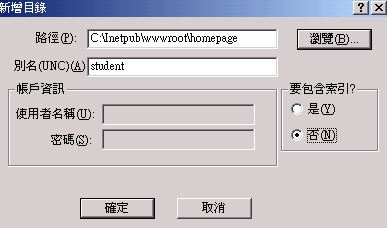 新增目錄
路徑(P): C:\Inetpub\wwwroot\homepage 瀏覽(B)...
別名(UNC)(A) student
帳戶資訊 要包含索引?
使用者名稱(U): 是(Y)
密碼(S): 否(N)
確定 取消